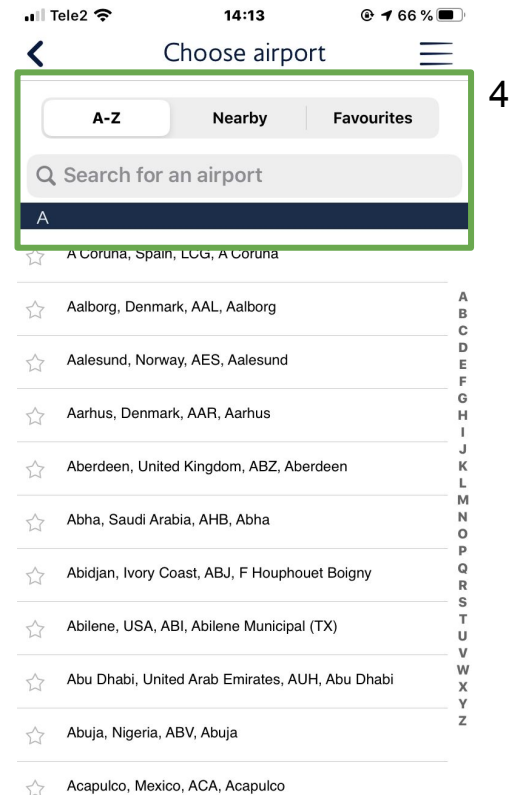 Tele2 14:13 66 %
Choose airport
4
A-Z Nearby Favourites
Search for an airport
A
A Coruna, Spain, LCG, A Coruna
Aalborg, Denmark, AAL, Aalborg
Aalesund, Norway, AES, Aalesund
Aarhus, Denmark, AAR, Aarhus
Aberdeen, United Kingdom, ABZ, Aberdeen
Abha, Saudi Arabia, AHB, Abha
Abidjan, Ivory Coast, ABJ, F Houphouet Boigny
Abilene, USA, ABI, Abilene Municipal (TX)
Abu Dhabi, United Arab Emirates, AUH, Abu Dhabi
Abuja, Nigeria, ABV, Abuja
Acapulco, Mexico, ACA, Acapulco
A
B
C
D
E
F
G
H
I
J
K
L
M
N
O
P
Q
R
S
T
U
V
W
X
Y
Z